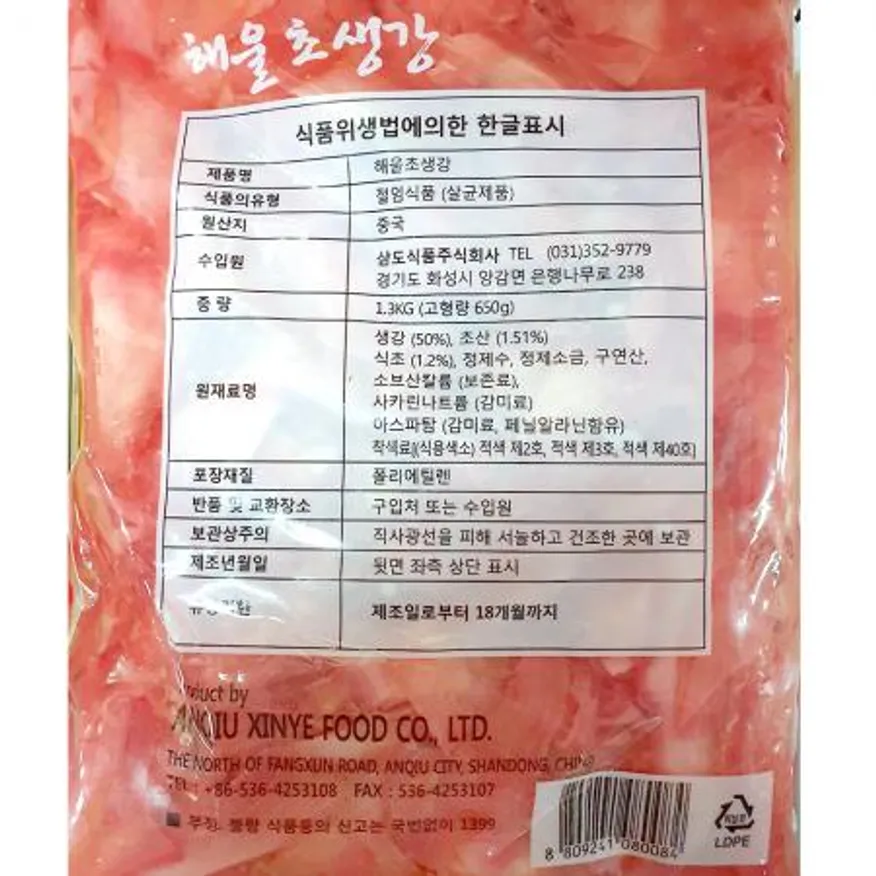 해울초생강
식품위생법에의한 한글표시
제품명 해울초생강
식품의유형 절임식품 (살균제품)
원산지 중국
수입원 삼도식품주식회사 TEL (031)352-9779
경기도 화성시 양감면 은행나무로 238
중 량 1.3KG (고형량 650g)
원재료명 생강 (50%), 초산 (1.51%)
식초 (1.2%), 정제수, 정제소금, 구연산,
소브산칼륨 (보존료),
사카린나트륨 (감미료)
아스파탐 (감미료, 페닐알라닌함유)
착색료(식용색소) 적색 제2호, 적색 제3호, 적색 제40호)
포장재질 폴리에틸렌
반품 및 교환장소 구입처 또는 수입원
보관상주의 직사광선을 피해 서늘하고 건조한 곳에 보관
제조년월일 뒷면 좌측 상단 표시
제조일로부터 18개월까지
by
ANQIU XINYE FOOD CO., LTD.
THE NORTH OF FANGXUN ROAD, ANQIU CITY, SHANDONG, CHINA
TEL : +86-536-4253108 FAX : 536-4253107
부정. 불량 식품등의 신고는 국번없이 1399
8 809241 080084
LDPE